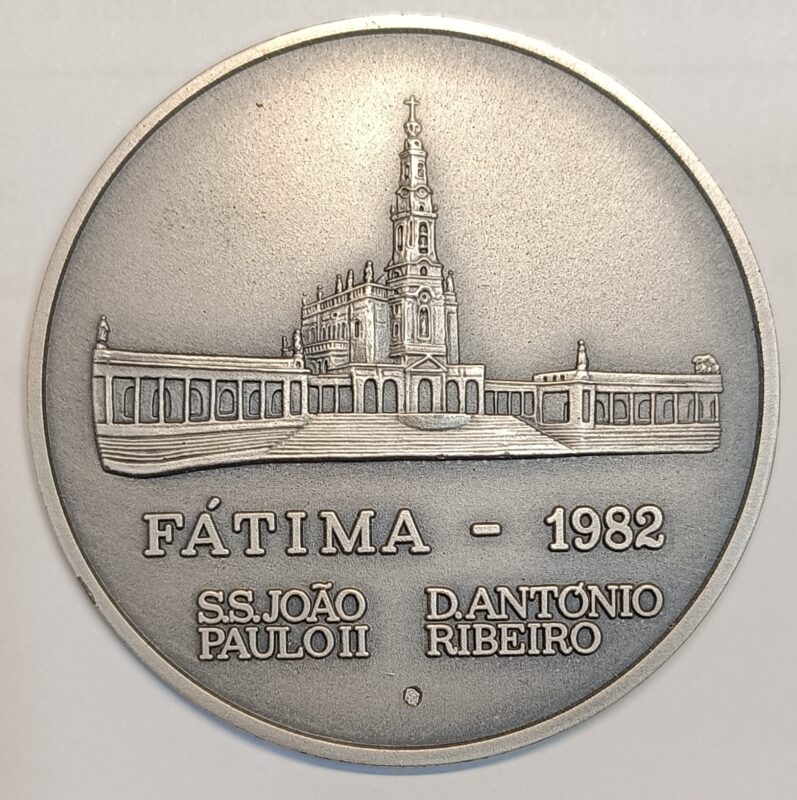 FÁTIMA - 1982
S.S.JOÃO D.ANTÓNIO
PAULO II RIBEIRO